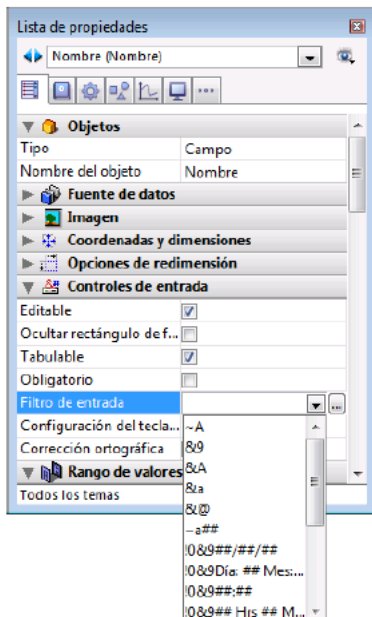 Lista de propiedades
Nombre (Nombre)
Objetos
Tipo Campo
Nombre del objeto Nombre
Fuente de datos
Imagen
Coordenadas y dimensiones
Opciones de redimensión
Controles de entrada
Editable
Ocultar rectángulo de f...
Tabulable
Obligatorio
Filtro de entrada
Configuración del tecla...
~A
Corrección ortográfica
&9
Rango de valores
&A
Todos los temas
&a
&@
~a##
!0&9##/##/##
!0&9Día: ## Mes:...
!0&9##:##
!0&9## Hrs ## M...